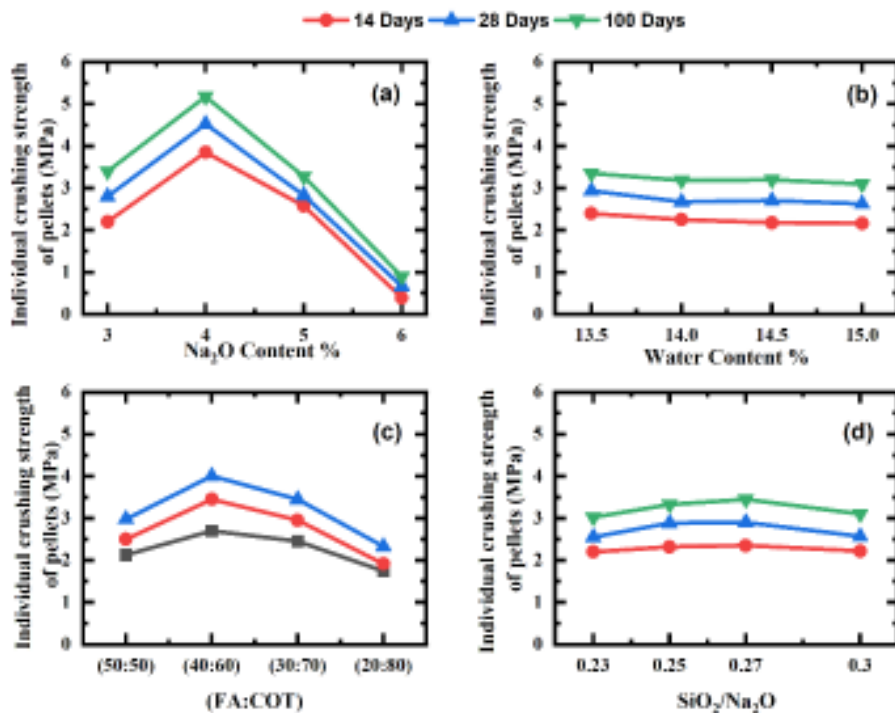 14 Days 28 Days 100 Days
Individual crushing strength
of pellets (MPa)
6
5
4
3
2
1
0
(a)
3 4 5 6
Na₂O Content %
Individual crushing strength
of pellets (MPa)
6
5
4
3
2
1
0
(b)
13.5 14.0 14.5 15.0
Water Content %
Individual crushing strength
of pellets (MPa)
6
5
4
3
2
1
0
(c)
(50:50) (40:60) (30:70) (20:80)
(FA:COT)
Individual crushing strength
of pellets (MPa)
6
5
4
3
2
1
0
(d)
0.23 0.25 0.27 0.3
SiO₂/Na₂O